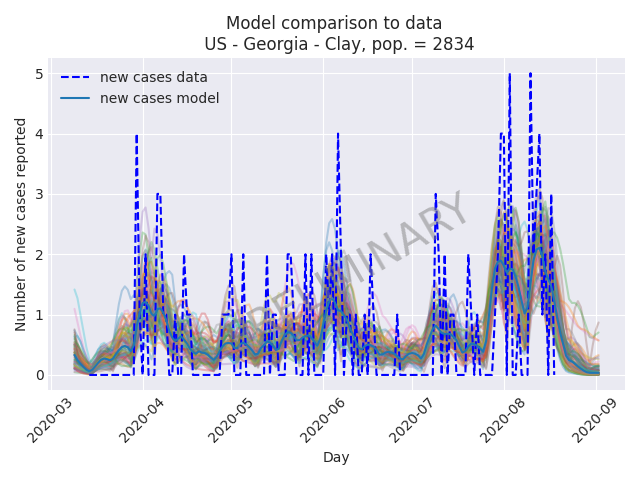 Model comparison to data
US - Georgia - Clay, pop. = 2834
new cases data
new cases model
Number of new cases reported
5
4
3
2
1
0
PRELIMINARY
2020-03
2020-04
2020-05
2020-06
2020-07
2020-08
2020-09
Day